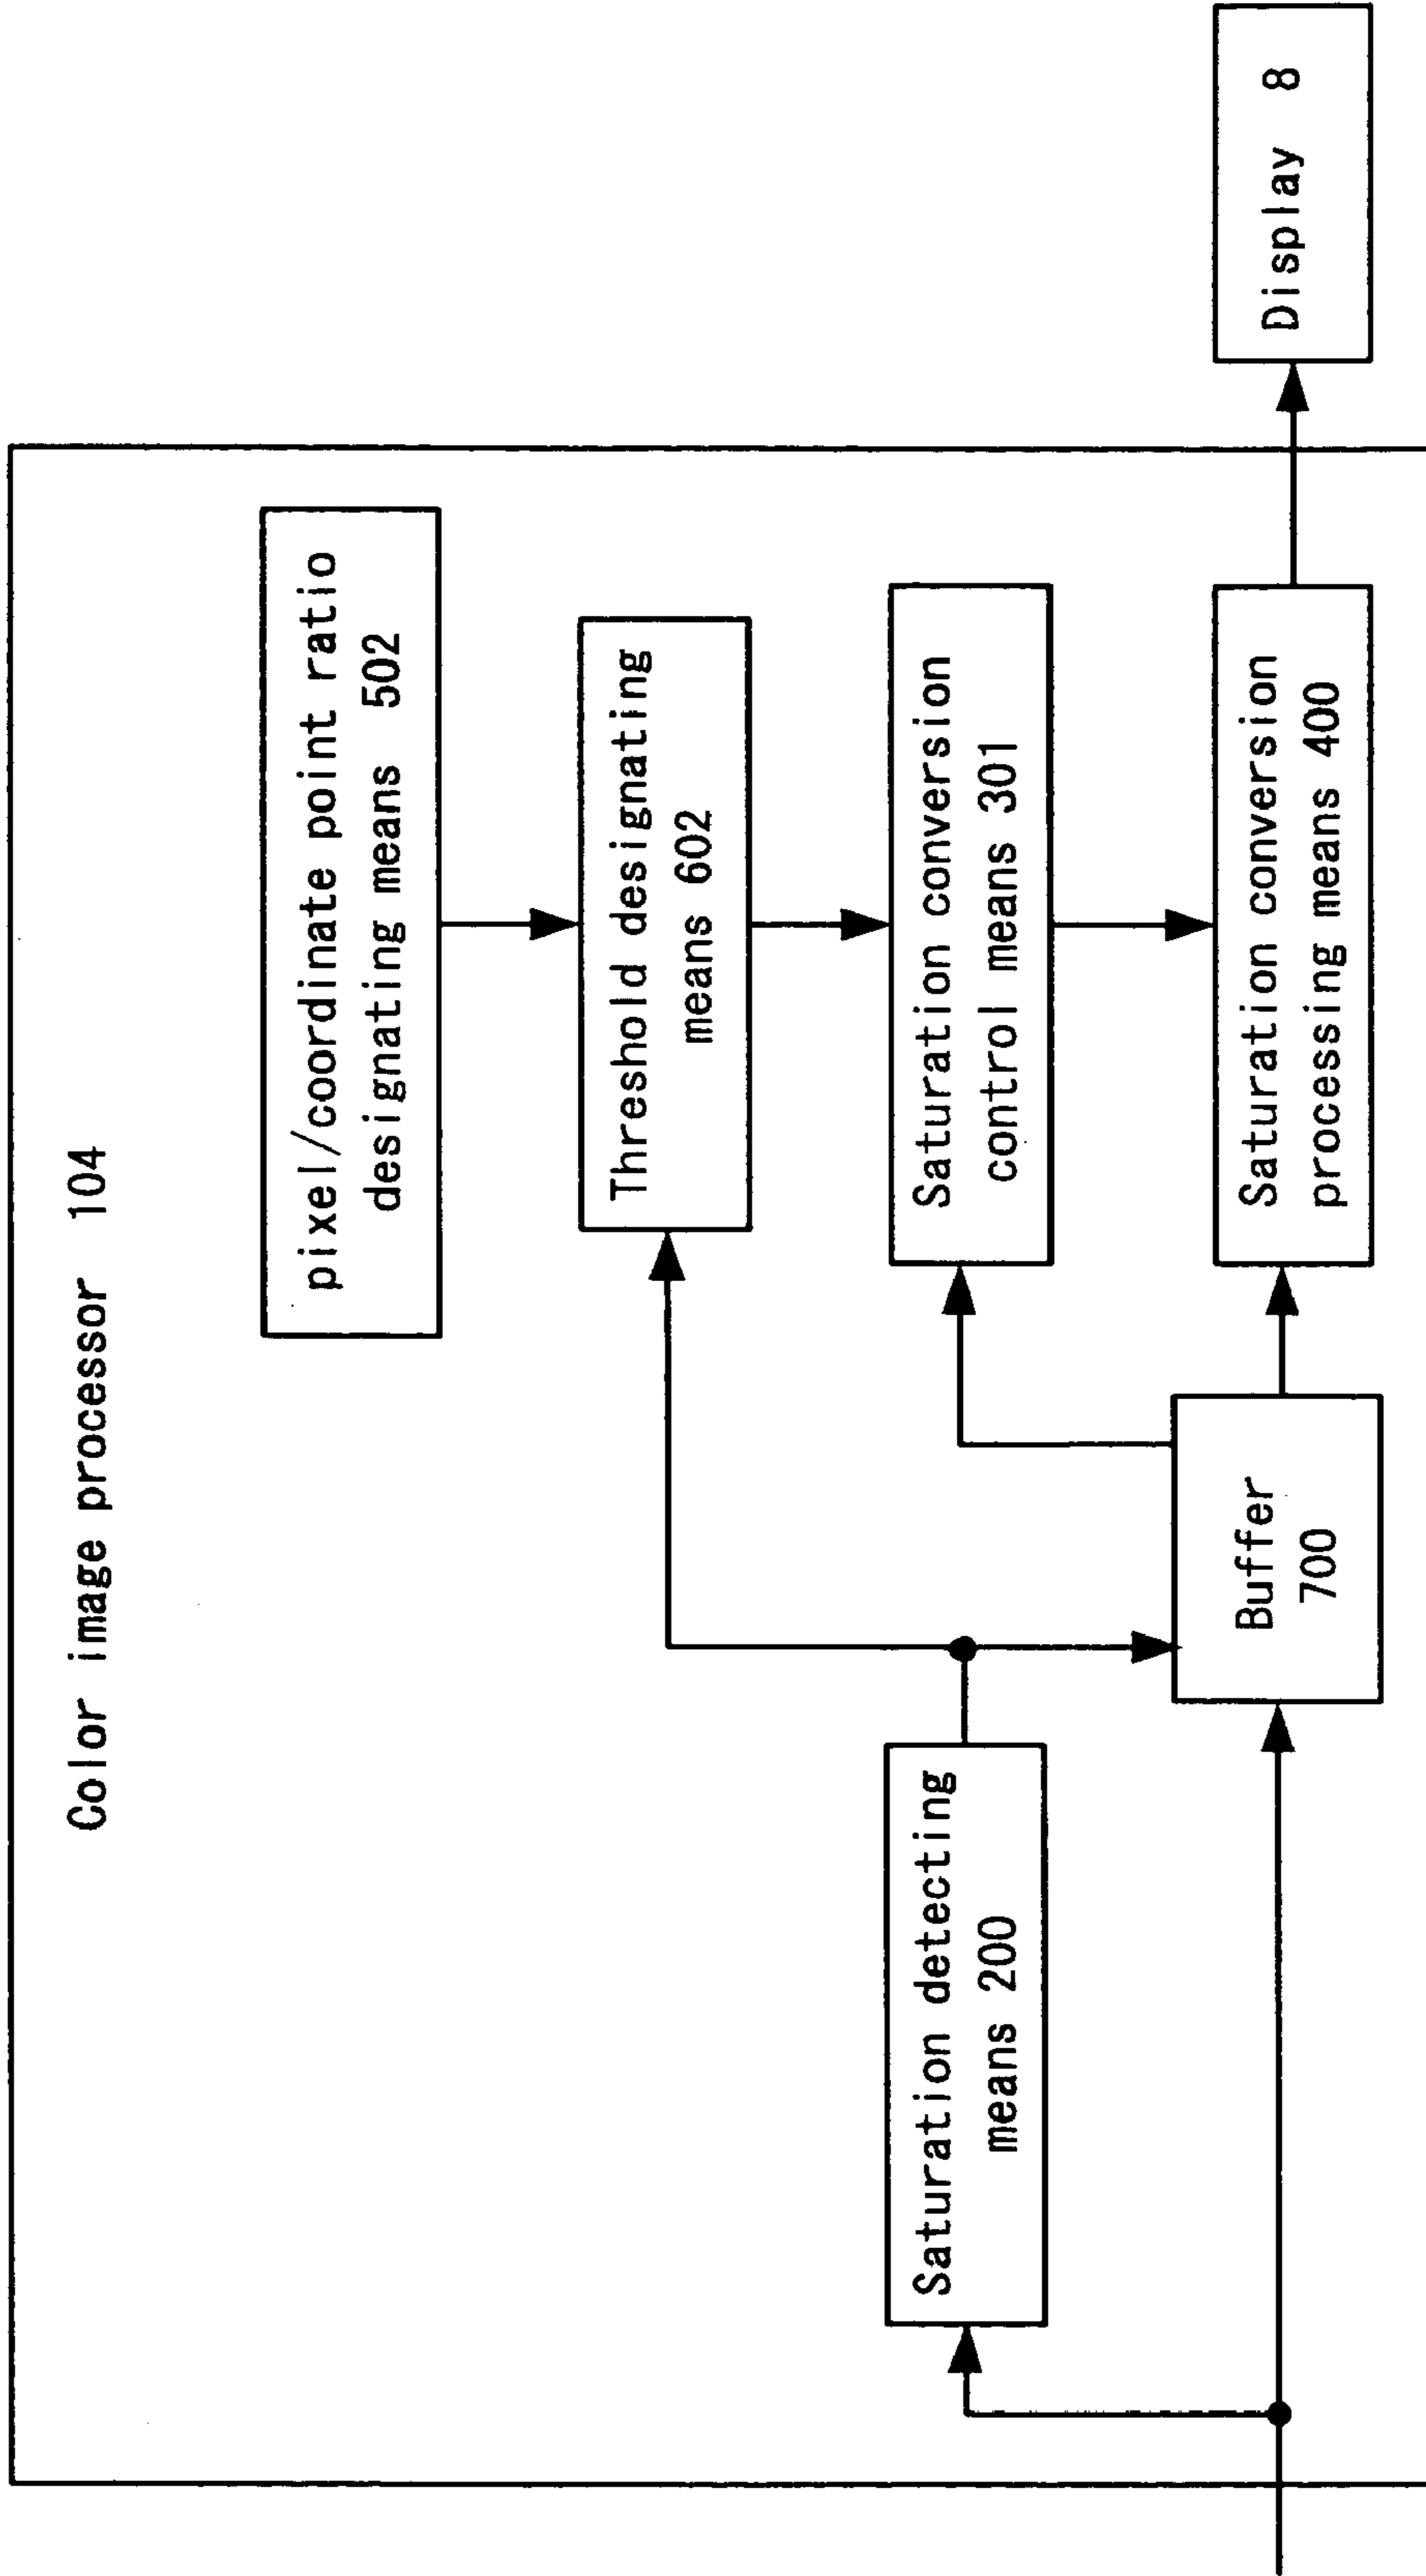 Color image processor 104
pixel/coordinate point ratio
designating means 502
Threshold designating
means 602
Saturation detecting
means 200
Saturation conversion
control means 301
Buffer
700
Saturation conversion
processing means 400
Display 8